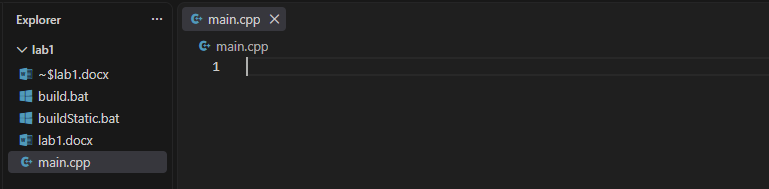 Explorer ···
lab1
~$lab1.docx
build.bat
buildStatic.bat
lab1.docx
main.cpp
main.cpp
main.cpp
1